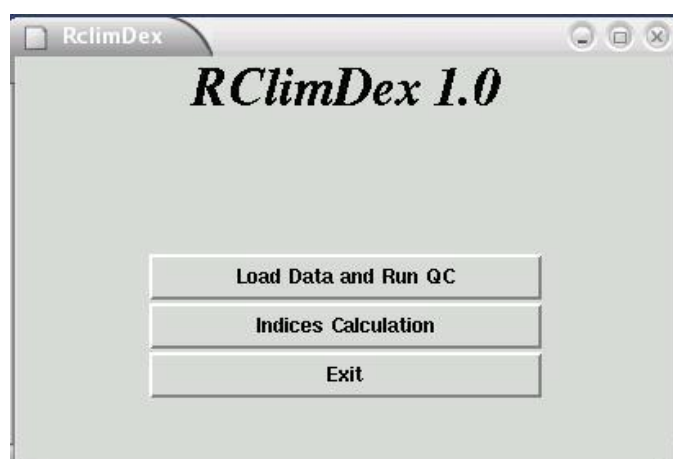 RclimDex
RClimDex 1.0
Load Data and Run QC
Indices Calculation
Exit